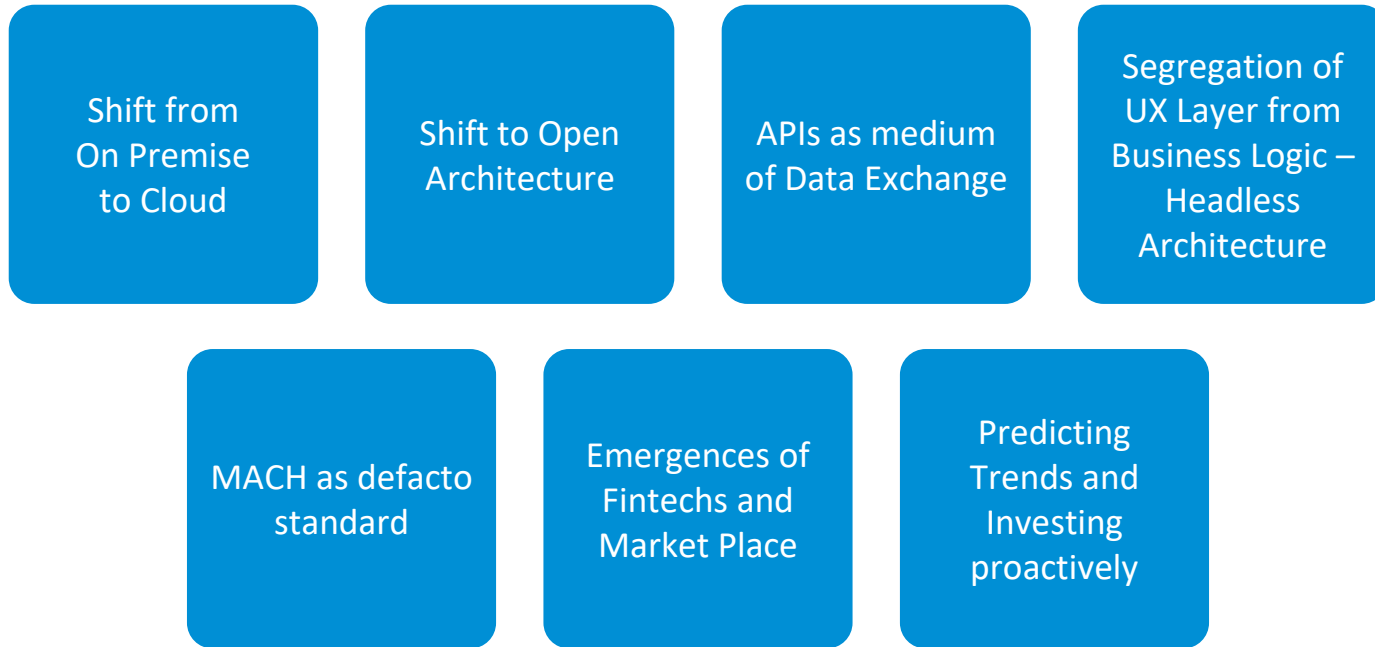 Shift from
On Premise
to Cloud
Shift to Open
Architecture
APIs as medium
of Data Exchange
Segregation of
UX Layer from
Business Logic –
Headless
Architecture
MACH as defacto
standard
Emergences of
Fintechs and
Market Place
Predicting
Trends and
Investing
proactively